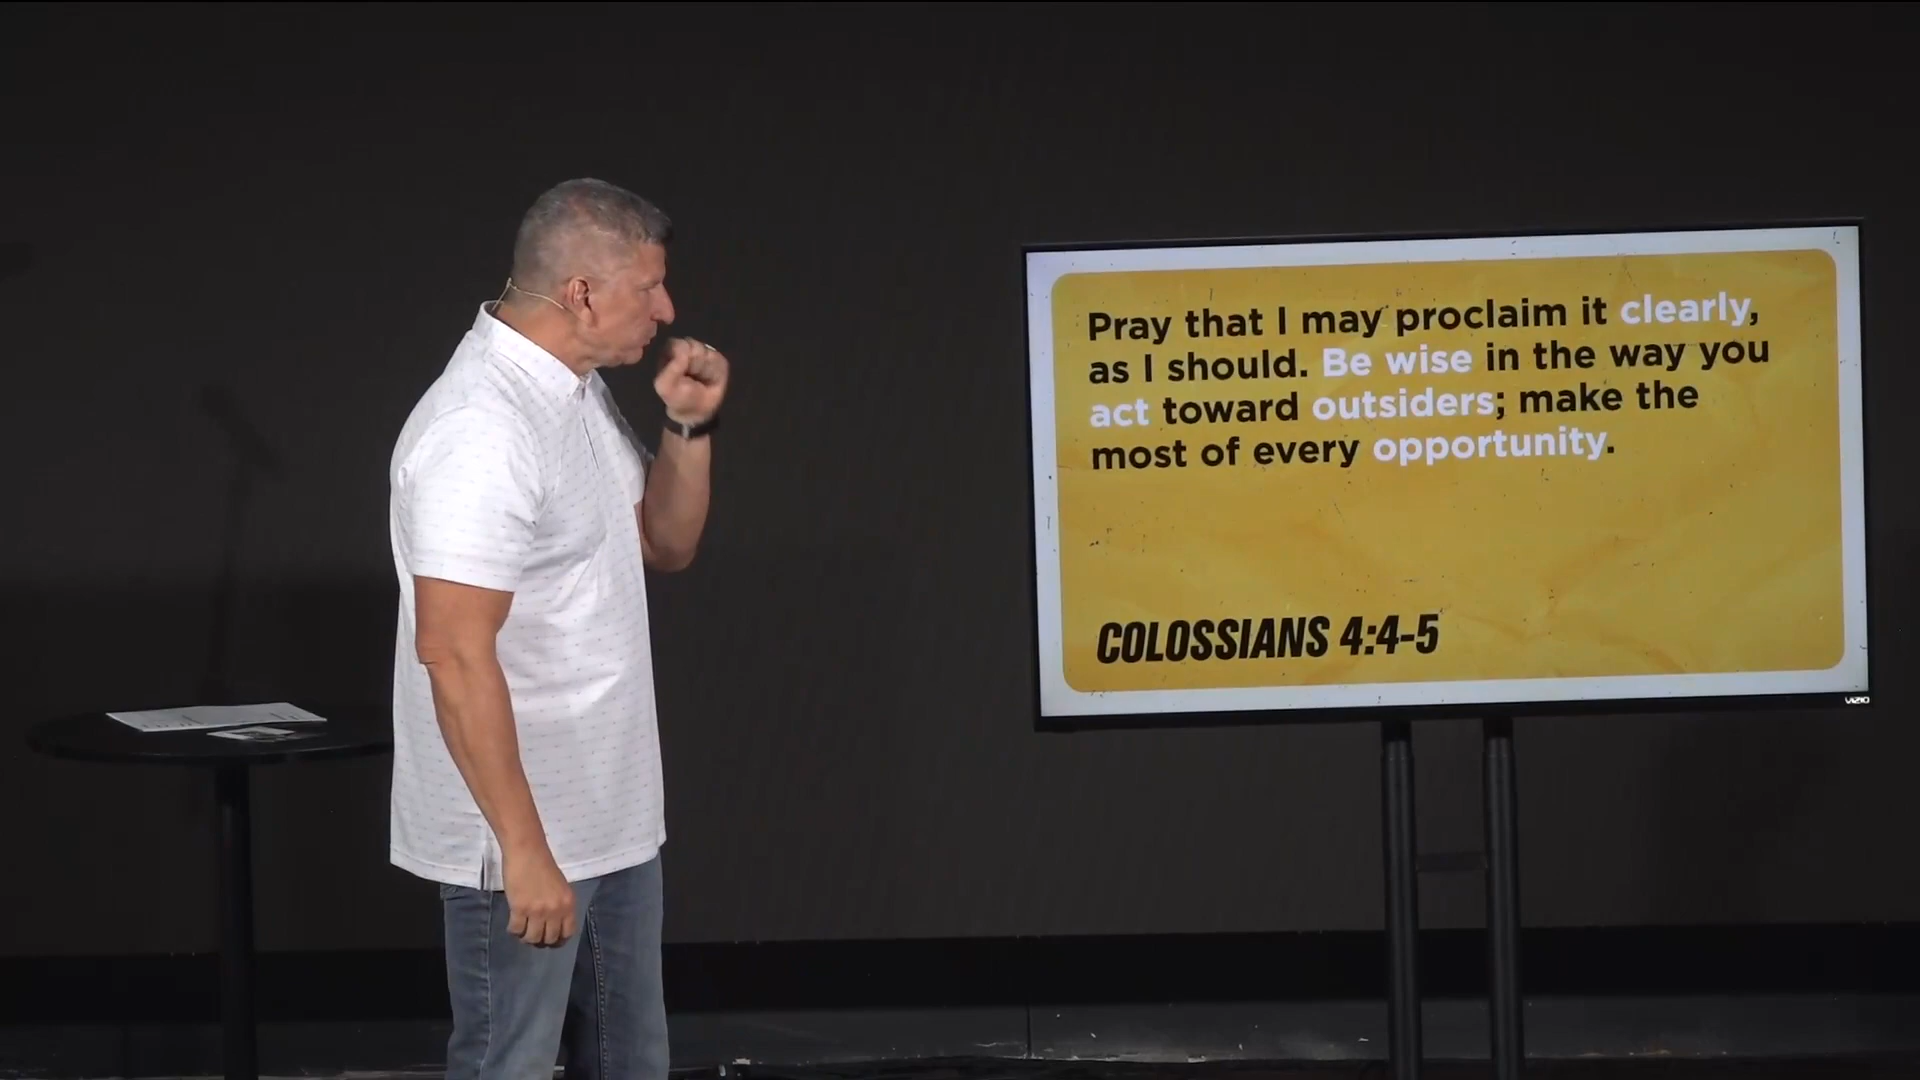 Pray that I may proclaim it clearly,
as I should. Be wise in the way you
act toward outsiders; make the
most of every opportunity.
COLOSSIANS 4:4-5
VIZIO